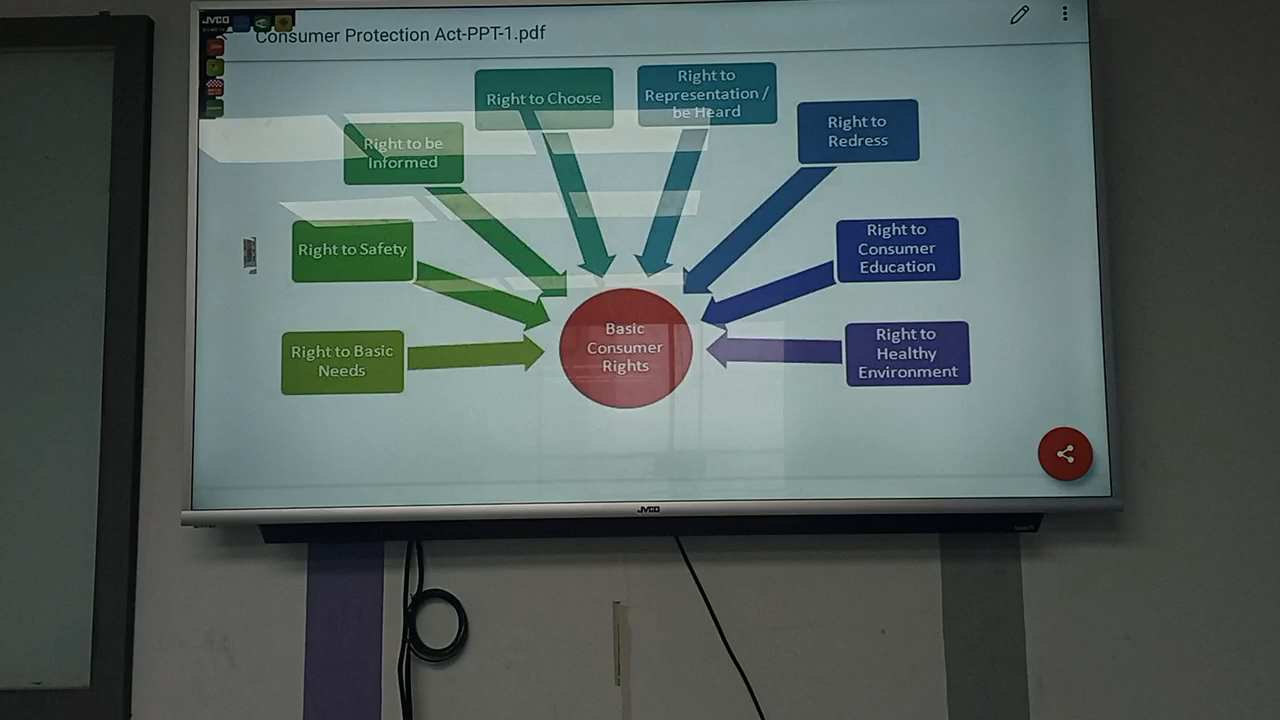 JVCO
Consumer Protection Act-PPT-1.pdf
Right to Choose
Right to
Representation /
be Heard
Right to
Redress
Right to be
Informed
Right to Safety
Right to
Consumer
Education
Right to Basic
Needs
Basic
Consumer
Rights
Right to
Healthy
Environment
JVCO